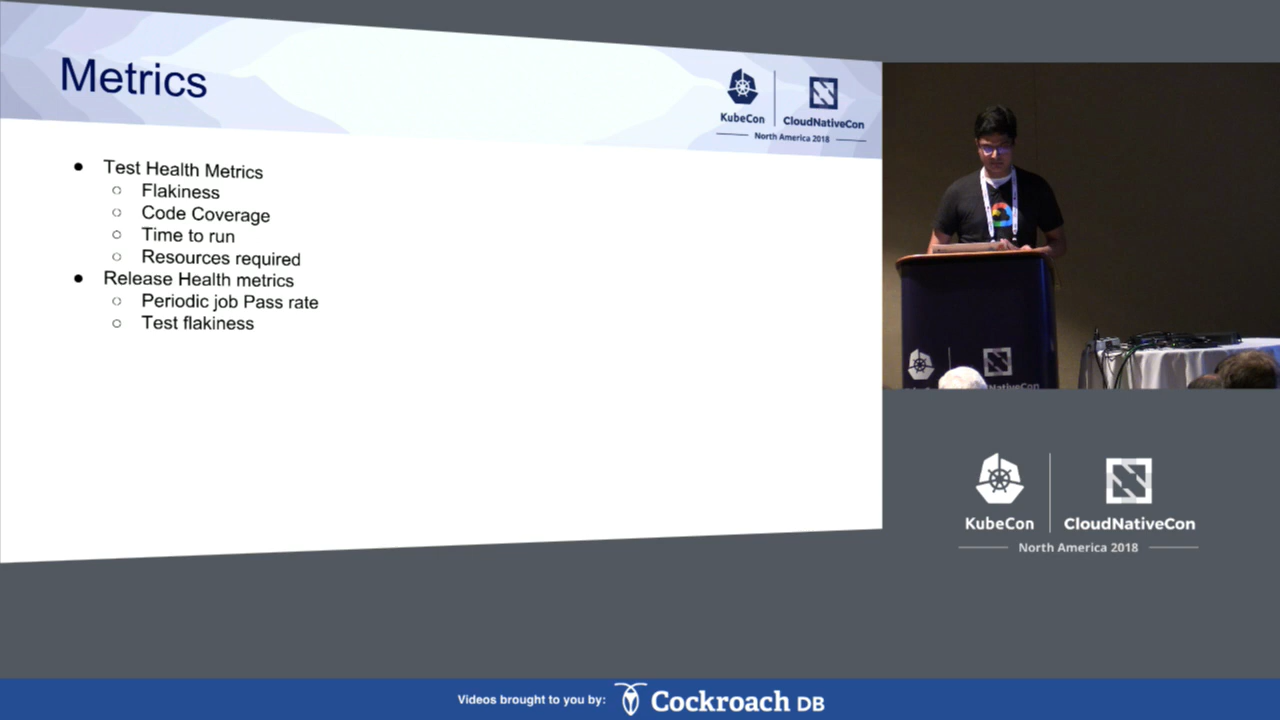 Metrics
KubeCon
CloudNativeCon
North America 2018
● Test Health Metrics
○ Flakiness
○ Code Coverage
○ Time to run
○ Resources required
● Release Health metrics
○ Periodic job Pass rate
○ Test flakiness
KubeCon
CloudNativeCon
North America 2018
Videos brought to you by:
Cockroach DB